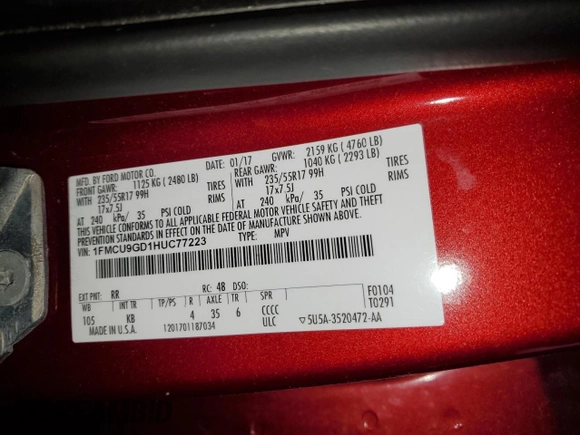 MFD. BY FORD MOTOR CO.
DATE: 01/17
GVWR: 2159 KG ( 4760 LB)
FRONT GAWR: 1125 KG ( 2480 LB)
REAR GAWR: 1040 KG ( 2293 LB)
WITH 235/55R17 99H TIRES
WITH 235/55R17 99H TIRES
17x7.5J RIMS
17x7.5J RIMS
AT 240 kPa/ 35 PSI COLD
AT 240 kPa/ 35 PSI COLD
THIS VEHICLE CONFORMS TO ALL APPLICABLE FEDERAL MOTOR VEHICLE SAFETY AND THEFT
PREVENTION STANDARDS IN EFFECT ON THE DATE OF MANUFACTURE SHOWN ABOVE.
VIN: 1FMCU9GD1HUC77223
TYPE: MPV
EXT PNT: RR RC: 48 DSO:
F0104
WB INT TR TP/PS R AXLE TR SPR
T0291
105 KB 4 35 6 CCCC
MADE IN U.S.A. 1201701187034 ULC ▽5U5A-3520472-AA